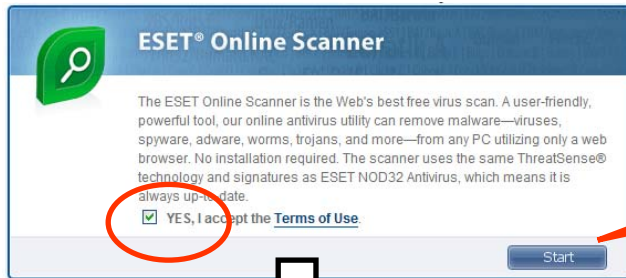 ESET® Online Scanner
The ESET Online Scanner is the Web's best free virus scan. A user-friendly,
powerful tool, our online antivirus utility can remove malware—viruses,
spyware, adware, worms, trojans, and more—from any PC utilizing only a web
browser. No installation required. The scanner uses the same ThreatSense®
technology and signatures as ESET NOD32 Antivirus, which means it is
always up-to-date.
YES, I accept the Terms of Use.
Start